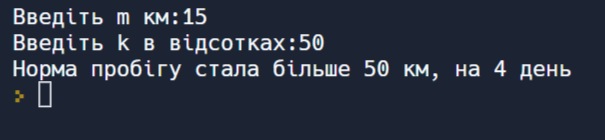 Введіть m км:15
Введіть k в відсотках:50
Норма пробігу стала більше 50 км, на 4 день
>